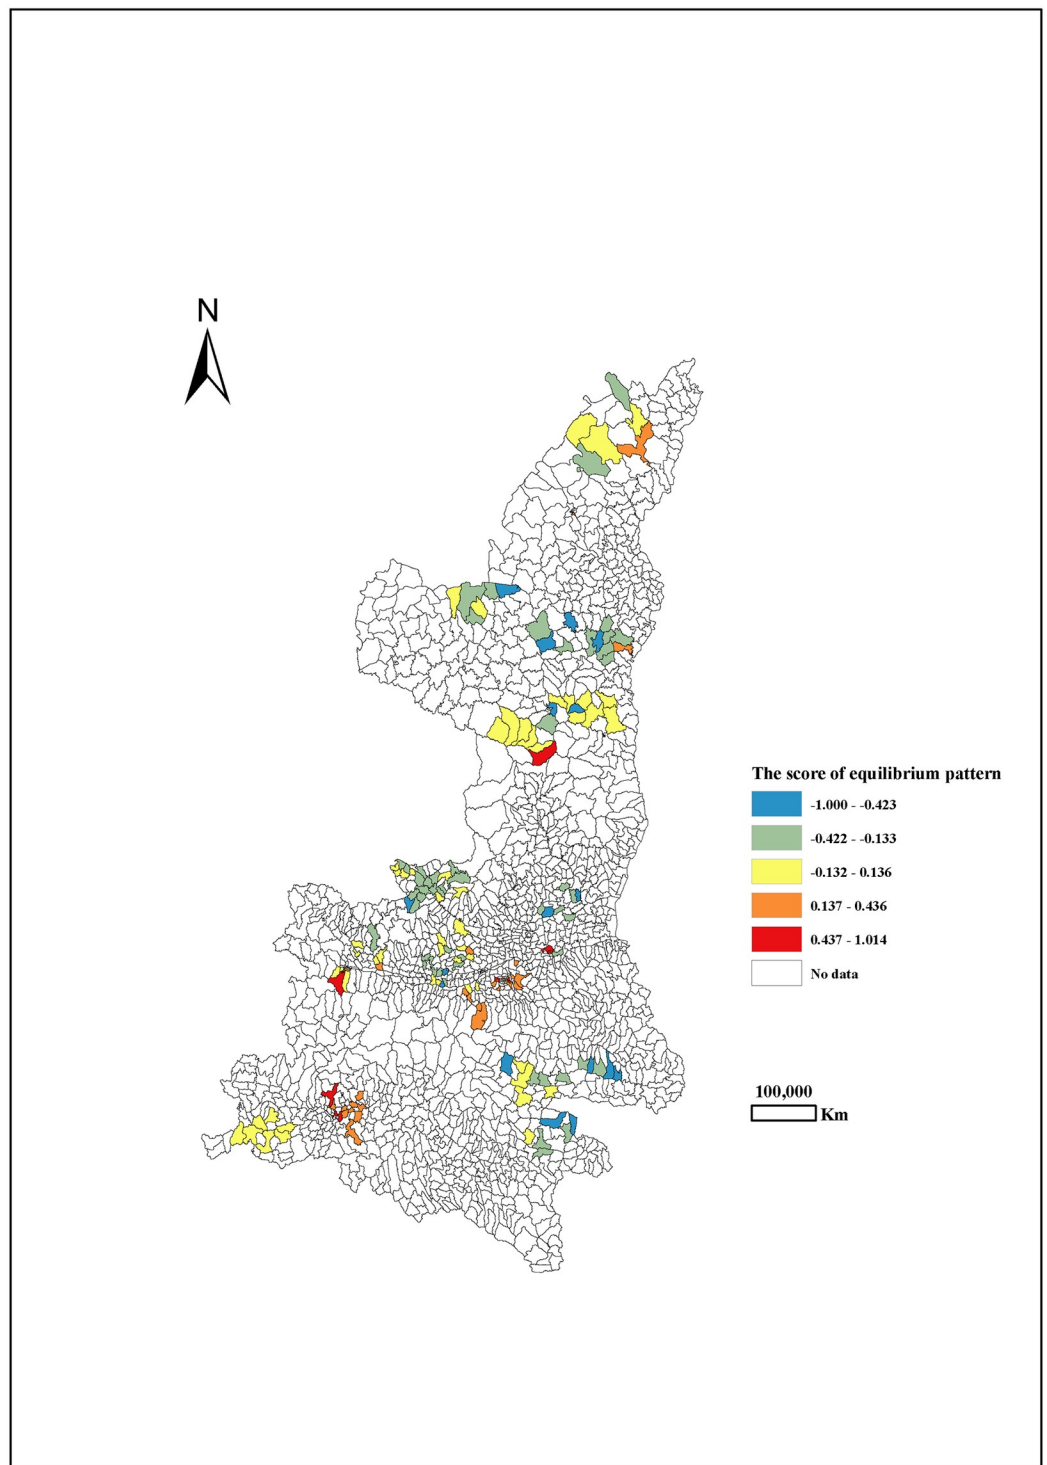 N
The score of equilibrium pattern
-1.000 - -0.423
-0.422 - -0.133
-0.132 - 0.136
0.137 - 0.436
0.437 - 1.014
No data
100,000
Km